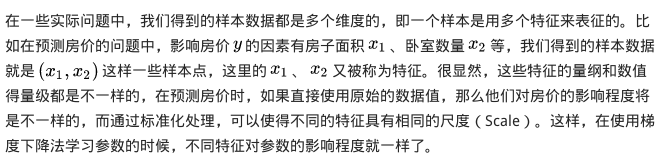 在一些实际问题中，我们得到的样本数据都是多个维度的，即一个样本是用多个特征来表征的。比
如在预测房价的问题中，影响房价 y 的因素有房子面积 x₁ 、卧室数量 x₂ 等，我们得到的样本数据
就是 (x₁, x₂) 这样一些样本点，这里的 x₁ 、 x₂ 又被称为特征。很显然，这些特征的量纲和数值
得量级都是不一样的，在预测房价时，如果直接使用原始的数据值，那么他们对房价的影响程度将
是不一样的，而通过标准化处理，可以使得不同的特征具有相同的尺度（Scale）。这样，在使用梯
度下降法学习参数的时候，不同特征对参数的影响程度就一样了。